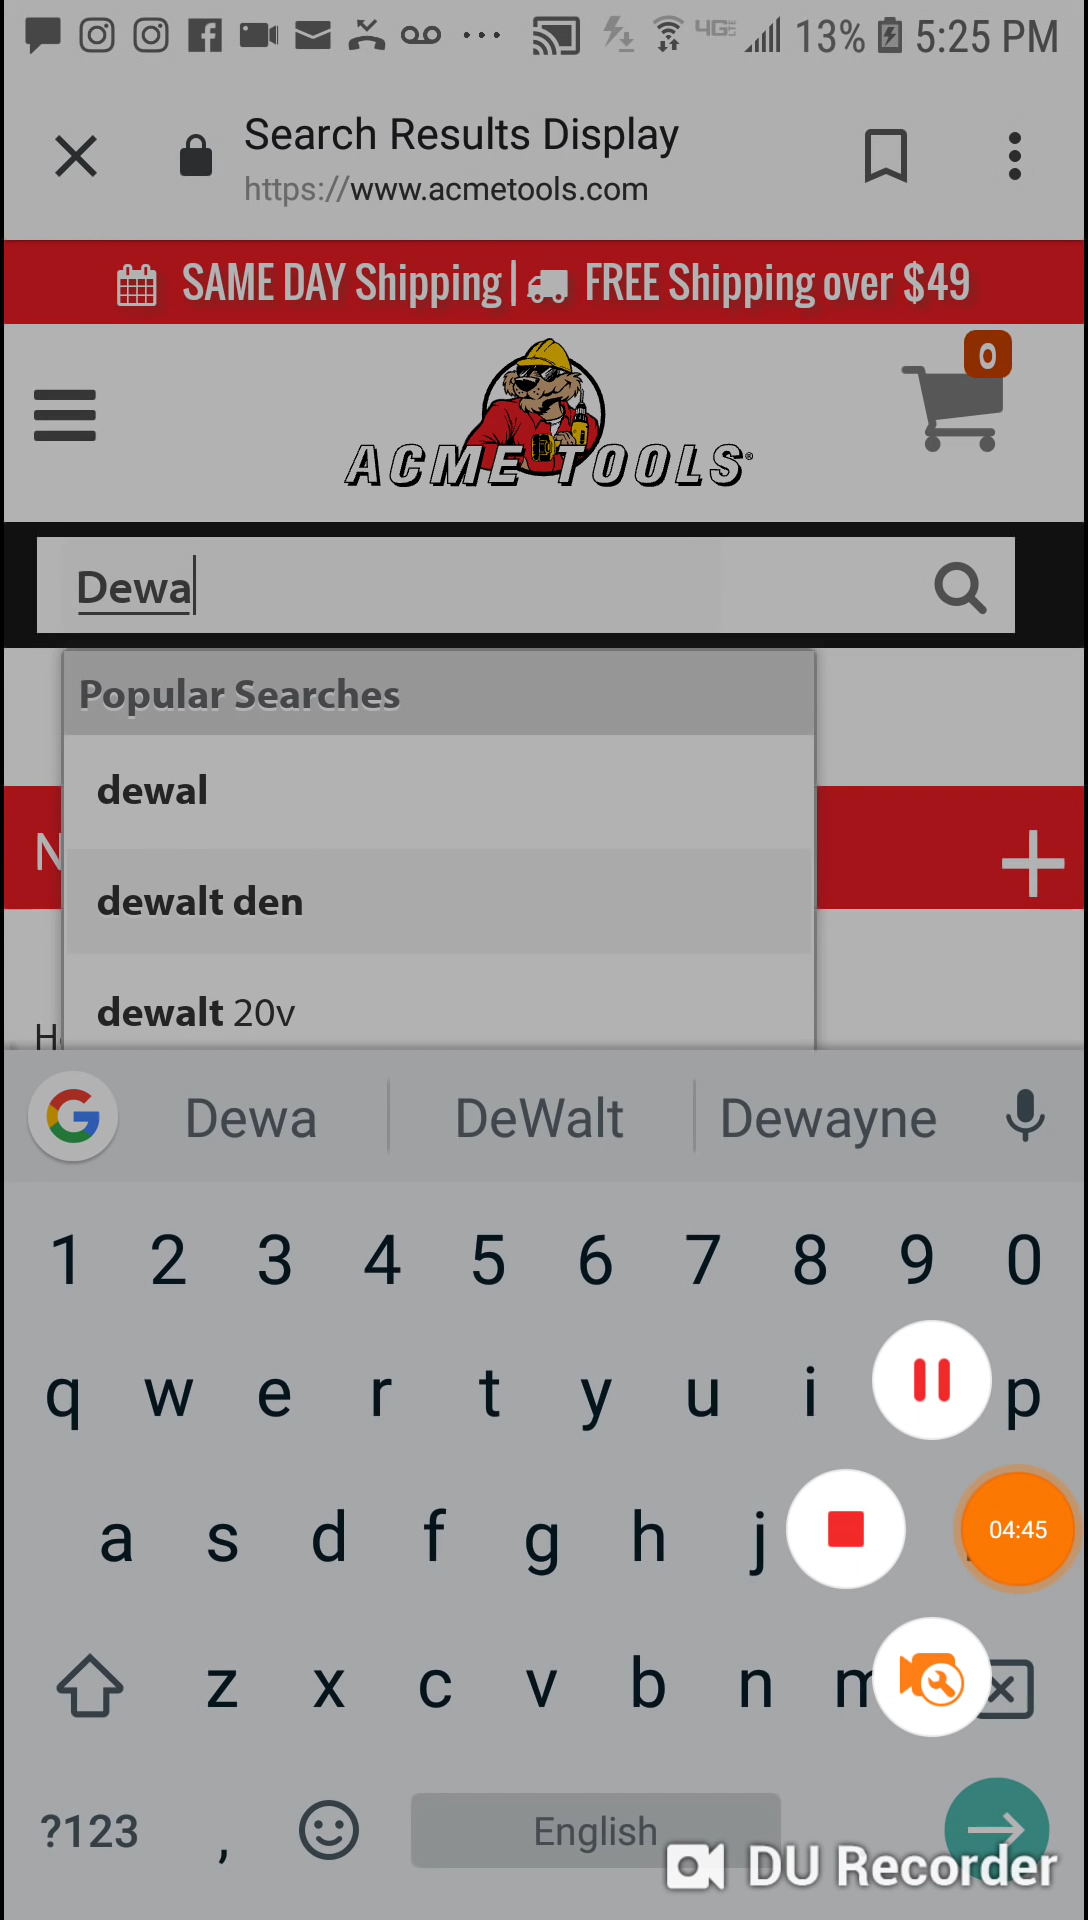 4GE 13% 5:25 PM
Search Results Display
https://www.acmetools.com
SAME DAY Shipping | FREE Shipping over $49
0
ACME TOOLS®
Dewa
Popular Searches
dewal
N
dewalt den
dewalt 20v
H
G Dewa DeWalt Dewayne
1 2 3 4 5 6 7 8 9 0
q w e r t y u i p
a s d f g h j
04:45
z x c v b n m
?123 , English
DU Recorder